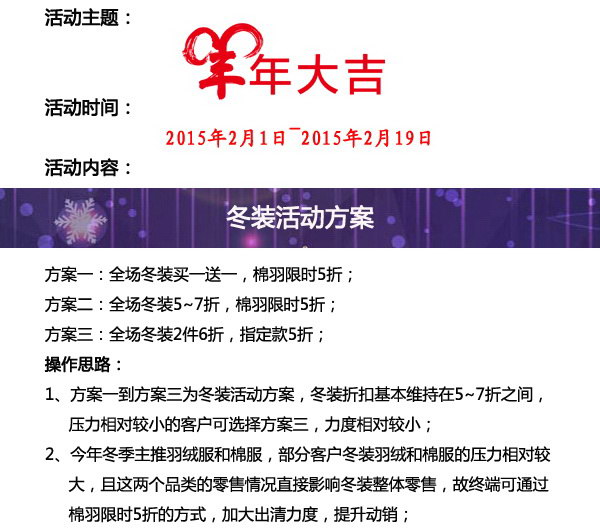 活动主题：
羊年大吉
活动时间：
2015年2月1日~2015年2月19日
活动内容：
冬装活动方案
方案一：全场冬装买一送一，棉羽限时5折；
方案二：全场冬装5~7折，棉羽限时5折；
方案三：全场冬装2件6折，指定款5折；
操作思路：
1、方案一到方案三为冬装活动方案，冬装折扣基本维持在5~7折之间，
压力相对较小的客户可选择方案三，力度相对较小；
2、今年冬季主推羽绒服和棉服，部分客户冬装羽绒和棉服的压力相对较
大，且这两个品类的零售情况直接影响冬装整体零售，故终端可通过
棉羽限时5折的方式，加大出清力度，提升动销；